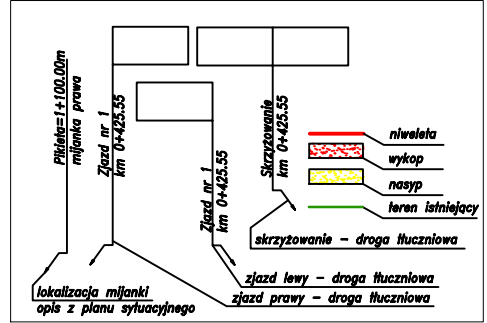 Pikieta=1+100.00m
mijanka prawa
Zjazd nr 1
km 0+425.55
Zjazd nr 1
km 0+425.55
Skrzyżowanie
km 0+425.55
niweleta
wykop
nasyp
teren istniejący
skrzyżowanie - droga tłuczniowa
zjazd lewy - droga tłuczniowa
zjazd prawy - droga tłuczniowa
lokalizacja mijanki
opis z planu sytuacyjnego